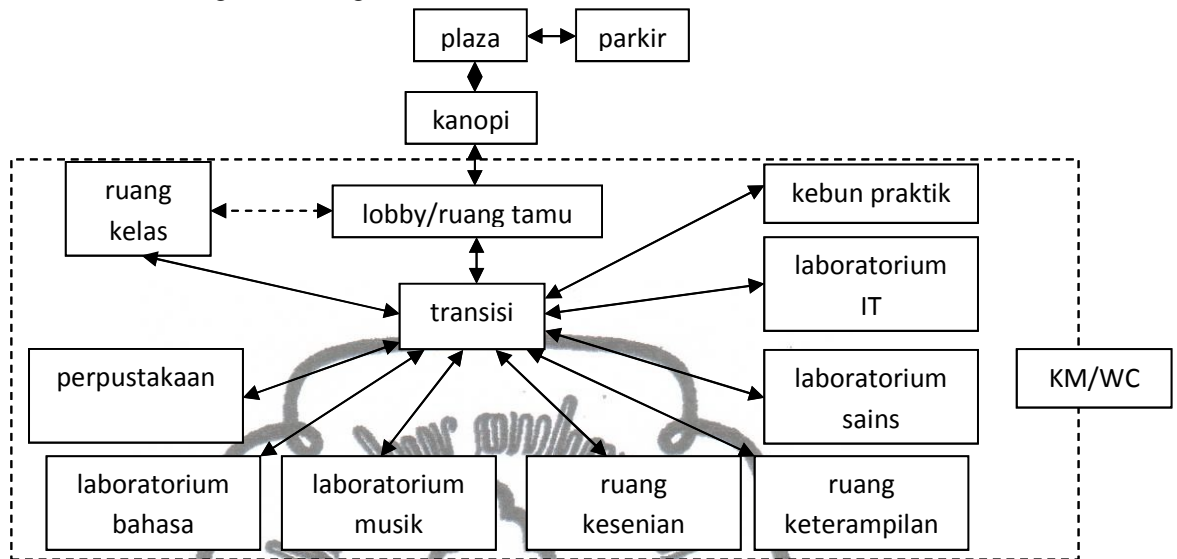 plaza
parkir
kanopi
ruang
kelas
lobby/ruang tamu
kebun praktik
laboratorium
IT
transisi
perpustakaan
laboratorium
sains
KM/WC
laboratorium
bahasa
laboratorium
musik
ruang
kesenian
ruang
keterampilan